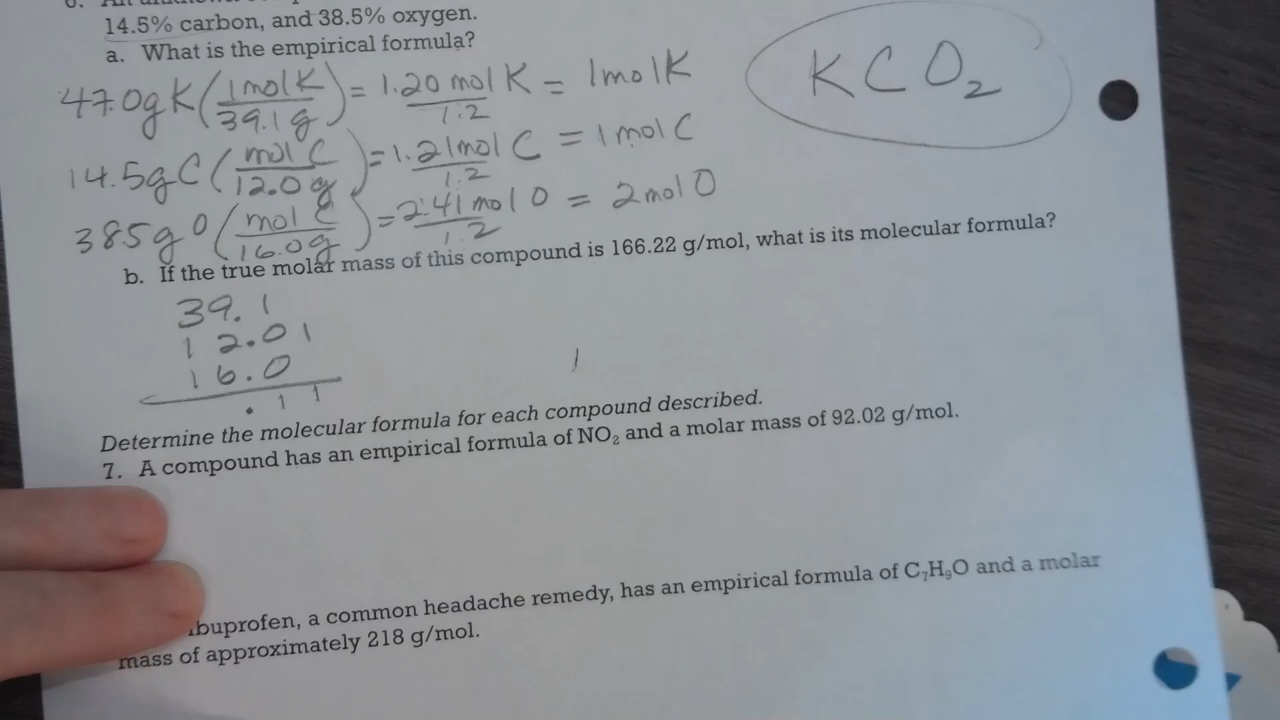 14.5% carbon, and 38.5% oxygen.
a. What is the empirical formula?
47.0g K (1 mol K / 39.1 g) = 1.20 mol K / 1.2 = 1 mol K
KCO₂
14.5g C (mol C / 12.0 g) = 1.21 mol C / 1.2 = 1 mol C
38.5 g O (mol / 16.0g) = 2.41 mol O / 1.2 = 2 mol O
b. If the true molar mass of this compound is 166.22 g/mol, what is its molecular formula?
39.1
12.01
16.0
.11
Determine the molecular formula for each compound described.
7. A compound has an empirical formula of NO₂ and a molar mass of 92.02 g/mol.
Ibuprofen, a common headache remedy, has an empirical formula of C₇H₉O and a molar
mass of approximately 218 g/mol.